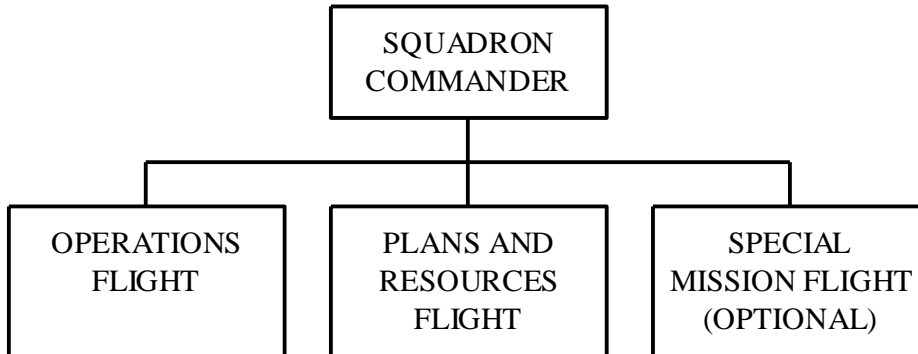 SQUADRON
COMMANDER
OPERATIONS
FLIGHT
PLANS AND
RESOURCES
FLIGHT
SPECIAL
MISSION FLIGHT
(OPTIONAL)